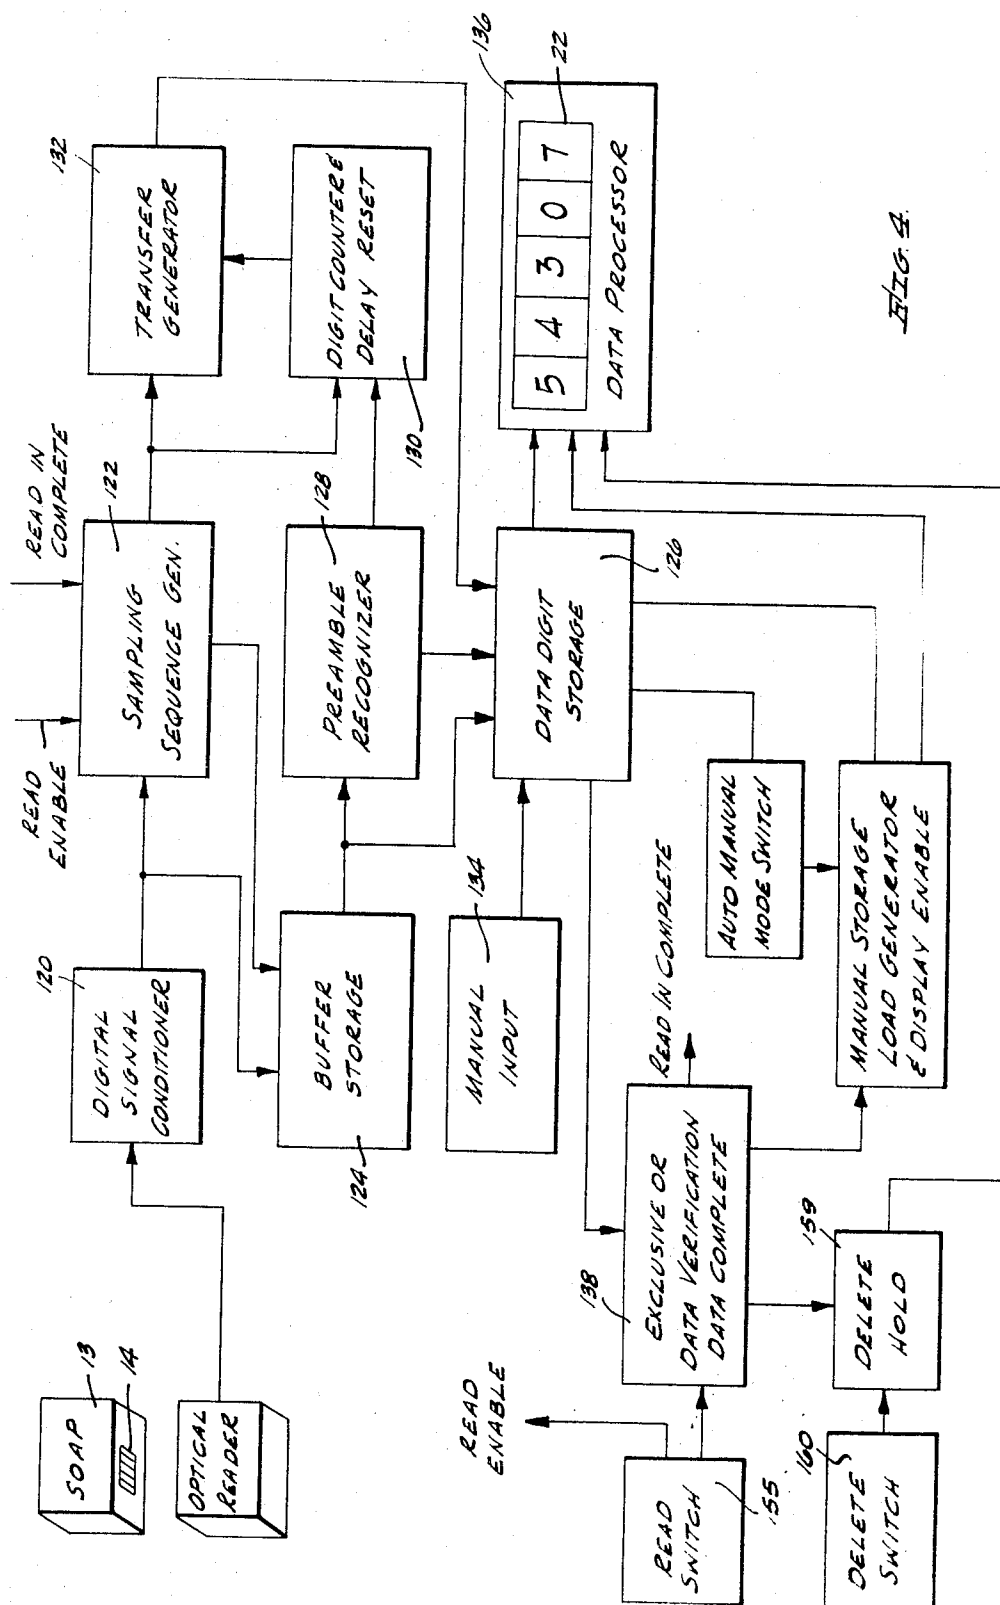 SOAP
13
14
OPTICAL
READER
DIGITAL
SIGNAL
CONDITIONER
120
READ
ENABLE
READ IN
COMPLETE
SAMPLING
SEQUENCE GEN.
122
TRANSFER
GENERATOR
132
BUFFER
STORAGE
124
PREAMBLE
RECOGNIZER
128
DIGIT COUNTER &
DELAY RESET
130
MANUAL
INPUT
134
DATA DIGIT
STORAGE
126
5 4 3 0 7
DATA PROCESSOR
136
22
READ
ENABLE
READ
SWITCH
155
EXCLUSIVE OR
DATA VERIFICATION
DATA COMPLETE
138
READ IN COMPLETE
AUTO MANUAL
MODE SWITCH
MANUAL STORAGE
LOAD GENERATOR
& DISPLAY ENABLE
DELETE
SWITCH
160
DELETE
HOLD
159
FIG. 4.